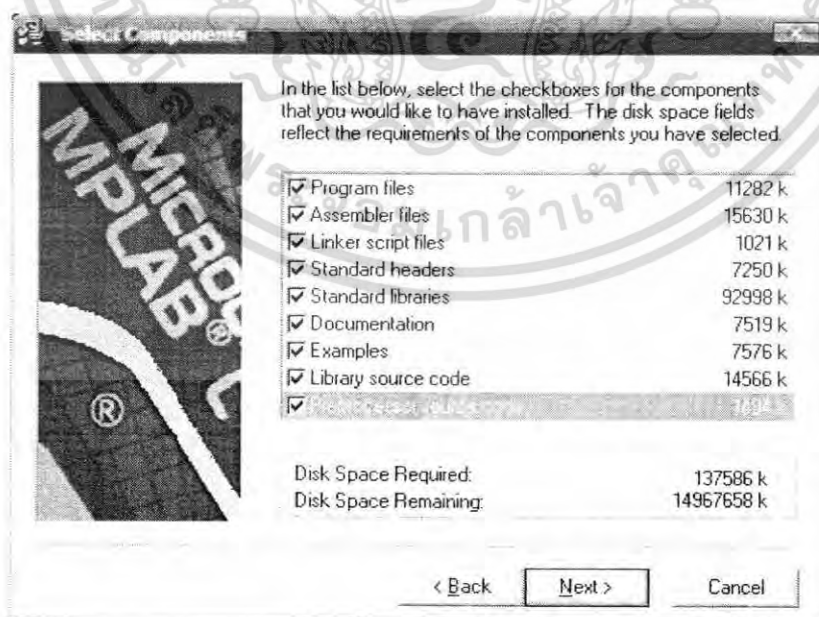 Select Components
In the list below, select the checkboxes for the components
that you would like to have installed. The disk space fields
reflect the requirements of the components you have selected.
MICROC
MPLAB® C
®
Program files 11282 k
Assembler files 15630 k
Linker script files 1021 k
Standard headers 7250 k
Standard libraries 92998 k
Documentation 7519 k
Examples 7576 k
Library source code 14566 k
Disk Space Required: 137586 k
Disk Space Remaining: 14967658 k
< Back
Next >
Cancel